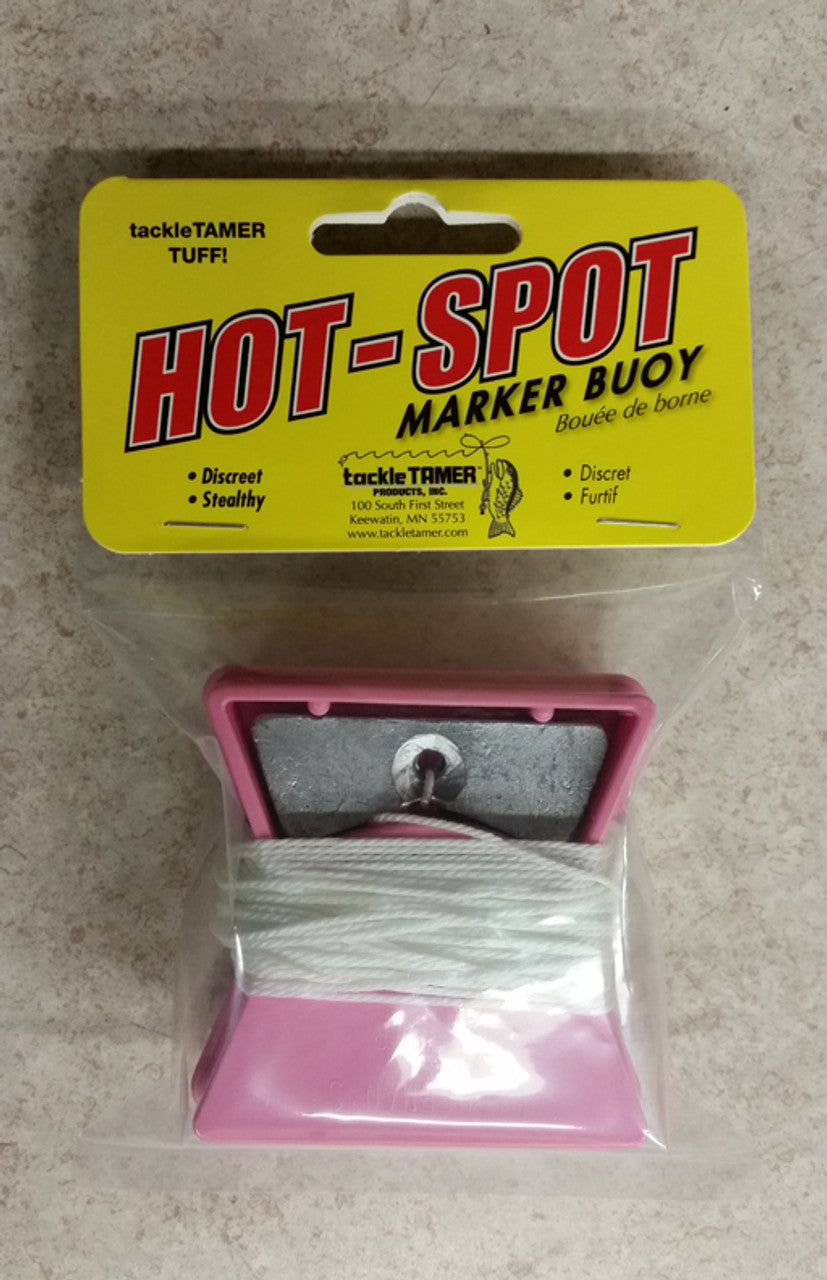 tackleTAMER
TUFF!
HOT-SPOT
MARKER BUOY
Bouée de borne
• Discreet
• Stealthy
tackleTAMER™
PRODUCTS, INC.
100 South First Street
Keewatin, MN 55753
www.tackletamer.com
• Discret
• Furtif